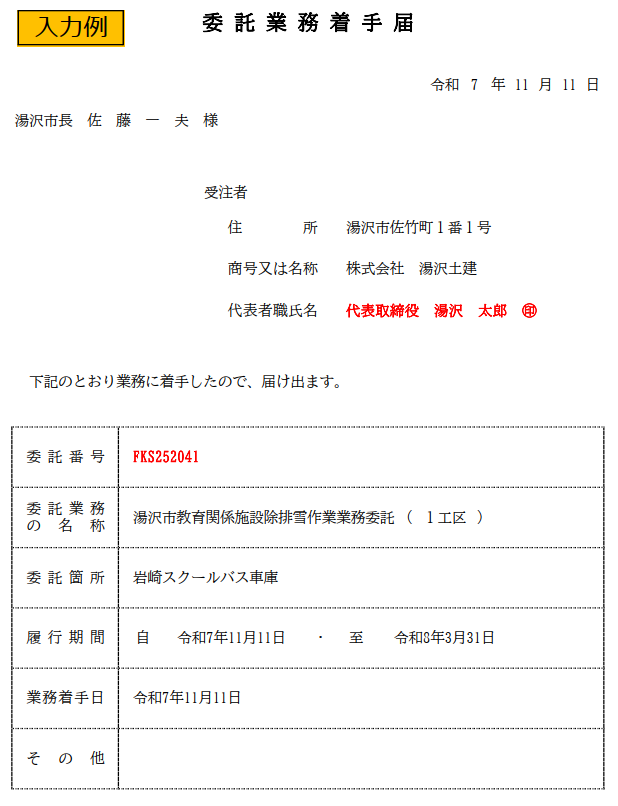 入力例
委託業務着手届
令和 7 年 11 月 11 日
湯沢市長 佐 藤 一 夫 様
受注者
住 所 湯沢市佐竹町1番1号
商号又は名称 株式会社 湯沢土建
代表者職氏名 代表取締役 湯沢 太郎 ㊞
下記のとおり業務に着手したので、届け出ます。
委託番号 FKS252041
委託業務の名称 湯沢市教育関係施設除排雪作業業務委託 ( 1工区 )
委託箇所 岩崎スクールバス車庫
履行期間 自 令和7年11月11日 ・ 至 令和8年3月31日
業務着手日 令和7年11月11日
その他